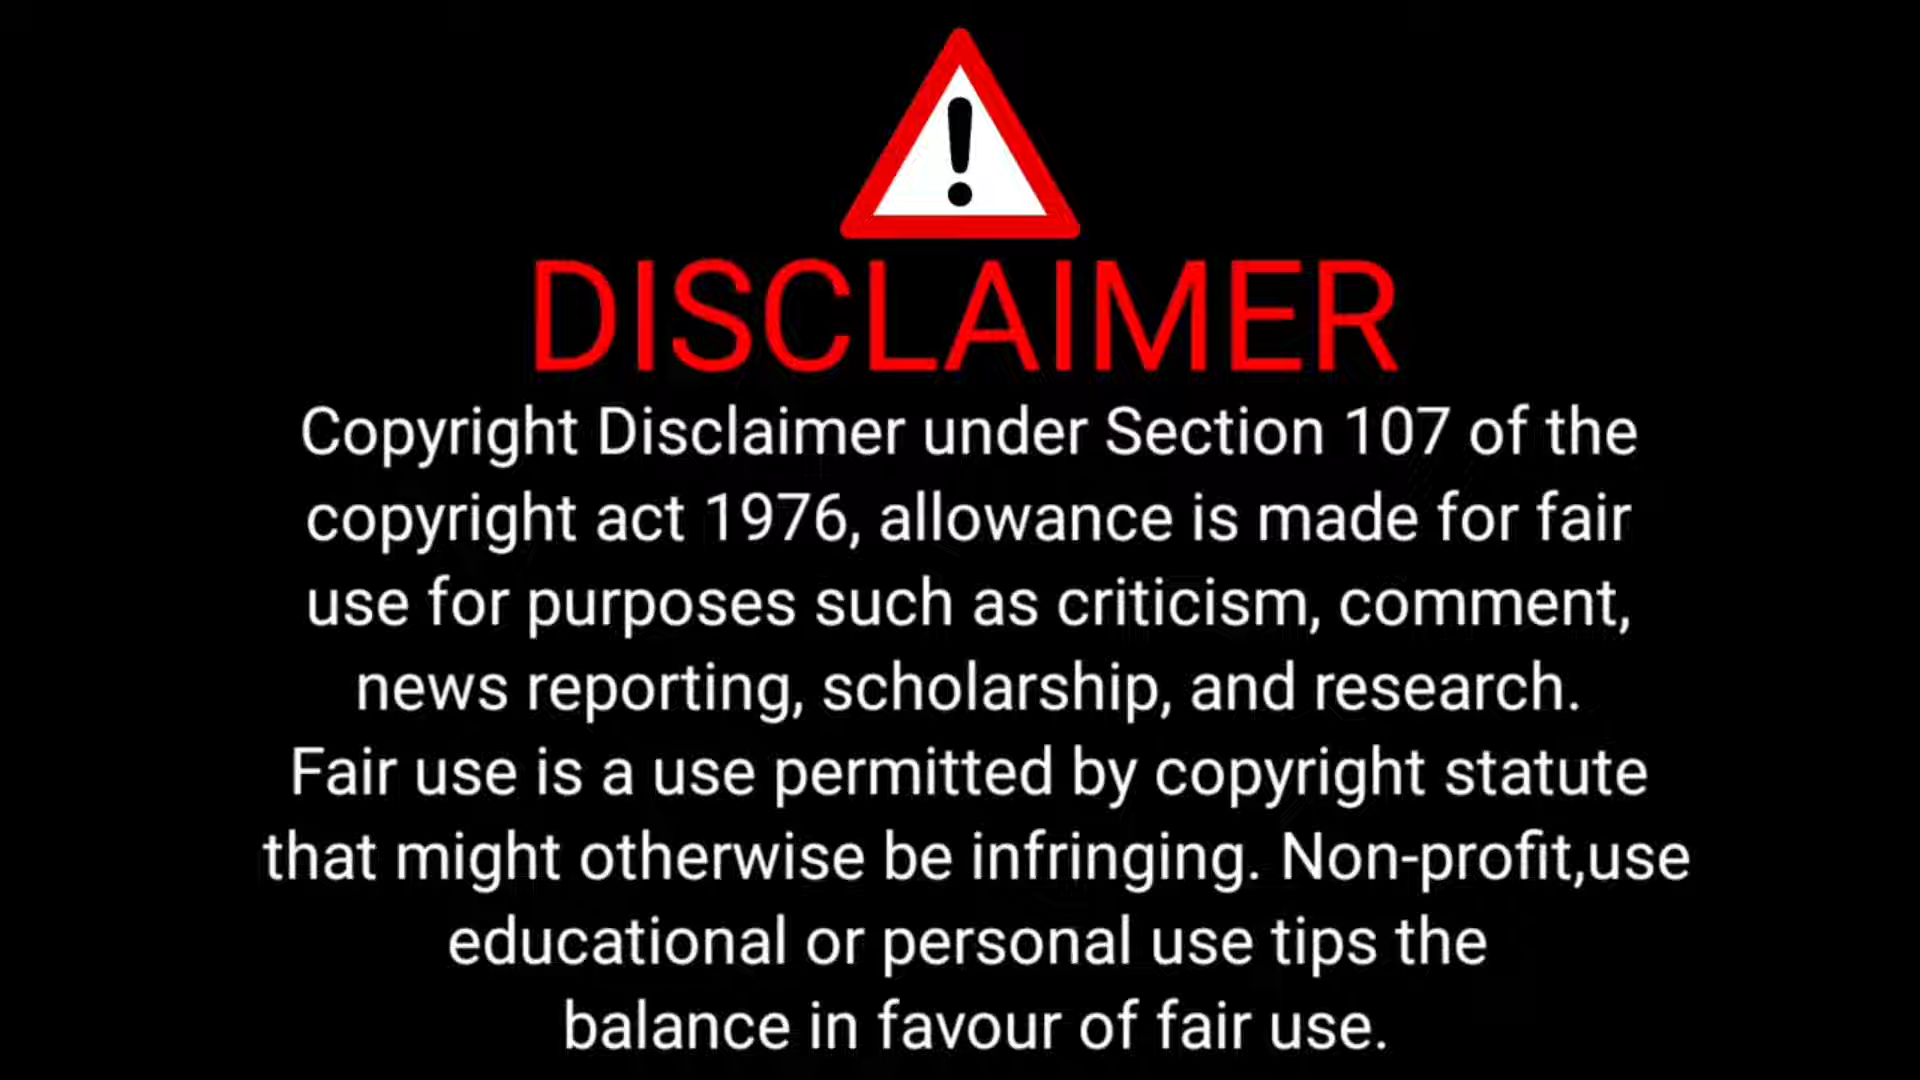 !
DISCLAIMER
Copyright Disclaimer under Section 107 of the
copyright act 1976, allowance is made for fair
use for purposes such as criticism, comment,
news reporting, scholarship, and research.
Fair use is a use permitted by copyright statute
that might otherwise be infringing. Non-profit,use
educational or personal use tips the
balance in favour of fair use.